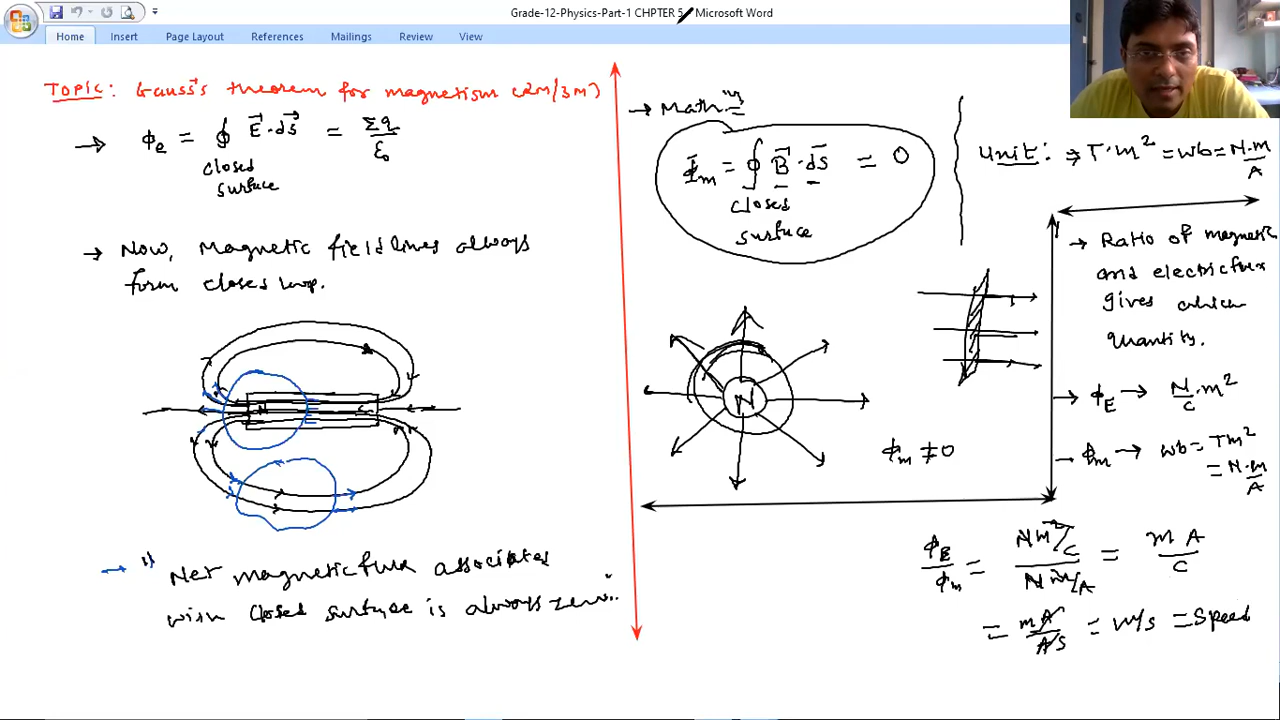 Grade-12-Physics-Part-1 CHPTER 5 - Microsoft Word
Home Insert Page Layout References Mailings Review View
TOPIC: Gauss's theorem for magnetism (2M/3M)
→ ϕe = ∮ E⃗ · ds⃗ = Σq/ε₀
closed
surface
→ Now, Magnetic field lines always
form closes loop.
N S
→ 1) Net magnetic flux associates
with closed surface is always zero.
→ Math
ϕm = ∮ B⃗ · ds⃗ = 0
closed
surface
N
ϕm ≠ 0
Unit: ⇒ T·m² = wb = N·m/A
→ Ratio of magnetic
and electric flux
gives which
quantity.
→ ϕE → N/C · m²
→ ϕm → wb = Tm²
= N·m/A
ϕE/ϕm = (Nm²/C)/(Nm/A) = mA/C
= mA/AS = m/s = Speed